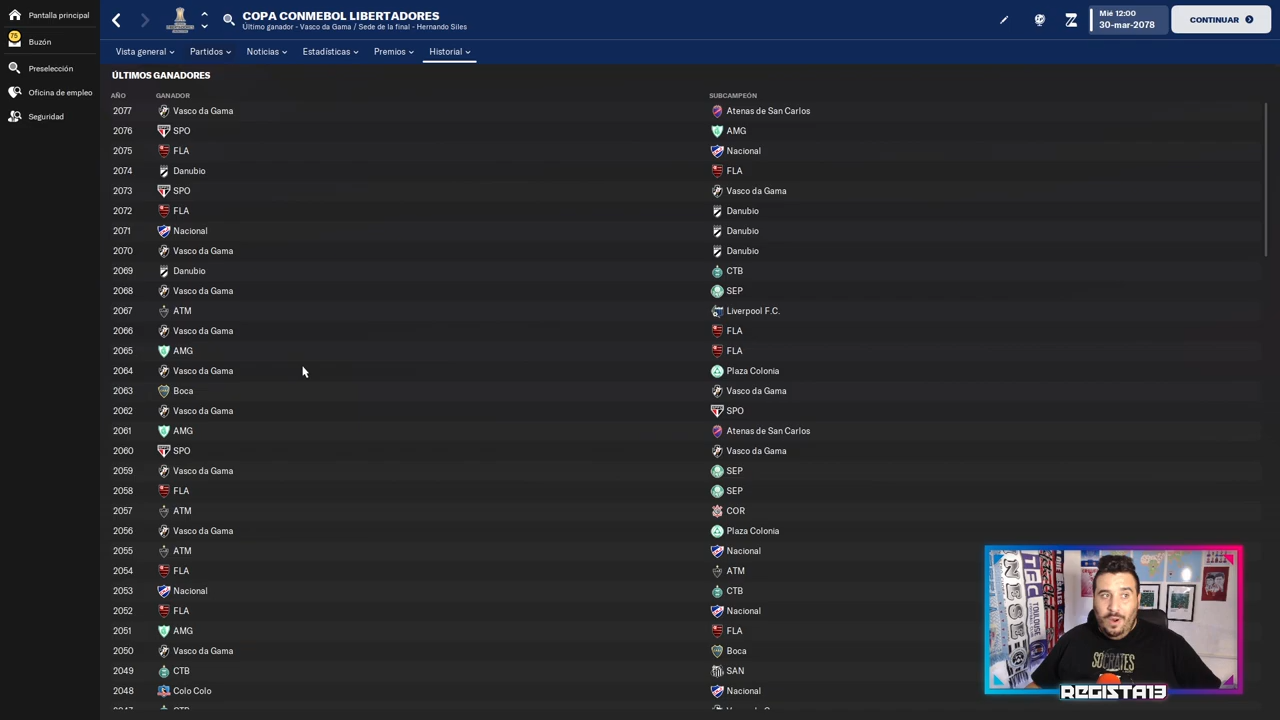 Pantalla principal
75
Buzón
Preselección
Oficina de empleo
Seguridad
COPA CONMEBOL LIBERTADORES
Último ganador - Vasco da Gama / Sede de la final - Hernando Siles
Mié 12:00
30-mar-2078
CONTINUAR
Vista general
Partidos
Noticias
Estadísticas
Premios
Historial
ÚLTIMOS GANADORES
AÑO GANADOR SUBCAMPEÓN
2077 Vasco da Gama Atenas de San Carlos
2076 SPO AMG
2075 FLA Nacional
2074 Danubio FLA
2073 SPO Vasco da Gama
2072 FLA Danubio
2071 Nacional Danubio
2070 Vasco da Gama Danubio
2069 Danubio CTB
2068 Vasco da Gama SEP
2067 ATM Liverpool F.C.
2066 Vasco da Gama FLA
2065 AMG FLA
2064 Vasco da Gama Plaza Colonia
2063 Boca Vasco da Gama
2062 Vasco da Gama SPO
2061 AMG Atenas de San Carlos
2060 SPO Vasco da Gama
2059 Vasco da Gama SEP
2058 FLA SEP
2057 ATM COR
2056 Vasco da Gama Plaza Colonia
2055 ATM Nacional
2054 FLA ATM
2053 Nacional CTB
2052 FLA Nacional
2051 AMG FLA
2050 Vasco da Gama Boca
2049 CTB SAN
2048 Colo Colo Nacional
SÓCRATES
REGISTA13